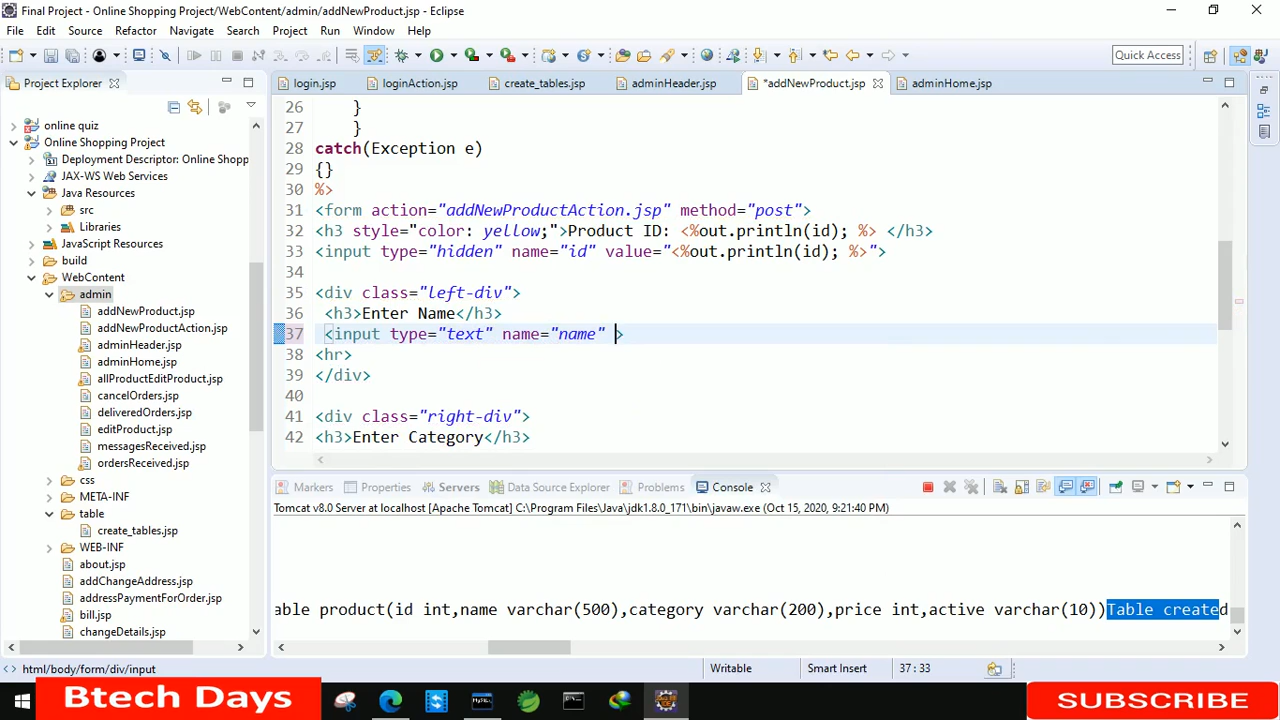 Final Project - Online Shopping Project/WebContent/admin/addNewProduct.jsp - Eclipse
File Edit Source Refactor Navigate Search Project Run Window Help
Quick Access
Project Explorer
login.jsp
loginAction.jsp
create_tables.jsp
adminHeader.jsp
*addNewProduct.jsp
adminHome.jsp
online quiz
Online Shopping Project
Deployment Descriptor: Online Shopp
JAX-WS Web Services
Java Resources
src
Libraries
JavaScript Resources
build
WebContent
admin
addNewProduct.jsp
addNewProductAction.jsp
adminHeader.jsp
adminHome.jsp
allProductEditProduct.jsp
cancelOrders.jsp
deliveredOrders.jsp
editProduct.jsp
messagesReceived.jsp
ordersReceived.jsp
css
META-INF
table
create_tables.jsp
WEB-INF
about.jsp
addChangeAddress.jsp
addressPaymentForOrder.jsp
bill.jsp
changeDetails.jsp
26 }
27 }
28 catch(Exception e)
29 {}
30 %>
31 <form action="addNewProductAction.jsp" method="post">
32 <h3 style="color: yellow;">Product ID: <%out.println(id); %> </h3>
33 <input type="hidden" name="id" value="<%out.println(id); %>">
34
35 <div class="left-div">
36 <h3>Enter Name</h3>
37 <input type="text" name="name" >
38 <hr>
39 </div>
40
41 <div class="right-div">
42 <h3>Enter Category</h3>
Markers Properties Servers Data Source Explorer Problems Console
Tomcat v8.0 Server at localhost [Apache Tomcat] C:\Program Files\Java\jdk1.8.0_171\bin\javaw.exe (Oct 15, 2020, 9:21:40 PM)
able product(id int,name varchar(500),category varchar(200),price int,active varchar(10))Table created
html/body/form/div/input
Writable
Smart Insert
37 : 33
Btech Days
SUBSCRIBE